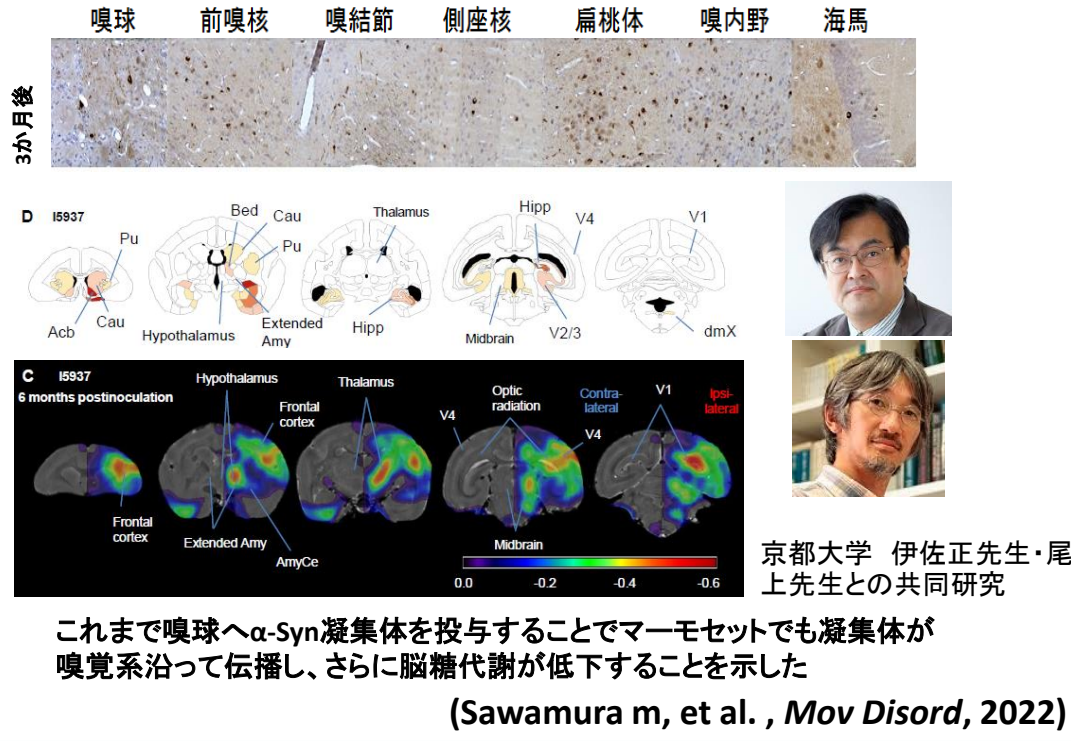 嗅球 前嗅核 嗅結節 側座核 扁桃体 嗅内野 海馬
3か月後
D I5937
Bed
Cau
Pu
Thalamus
Hipp
V4
V1
Pu
Acb
Cau
Hypothalamus
Extended
Amy
Hipp
Midbrain
V2/3
dmX
C I5937
6 months postinoculation
Hypothalamus
Frontal
cortex
Thalamus
Optic
radiation
Contra-
lateral
V1
Ipsi-
lateral
V4
V4
Frontal
cortex
Extended Amy
AmyCe
Midbrain
0.0 -0.2 -0.4 -0.6
京都大学 伊佐正先生・尾
上先生との共同研究
これまで嗅球へα-Syn凝集体を投与することでマーモセットでも凝集体が
嗅覚系沿って伝播し、さらに脳糖代謝が低下することを示した
(Sawamura m, et al. , Mov Disord, 2022)